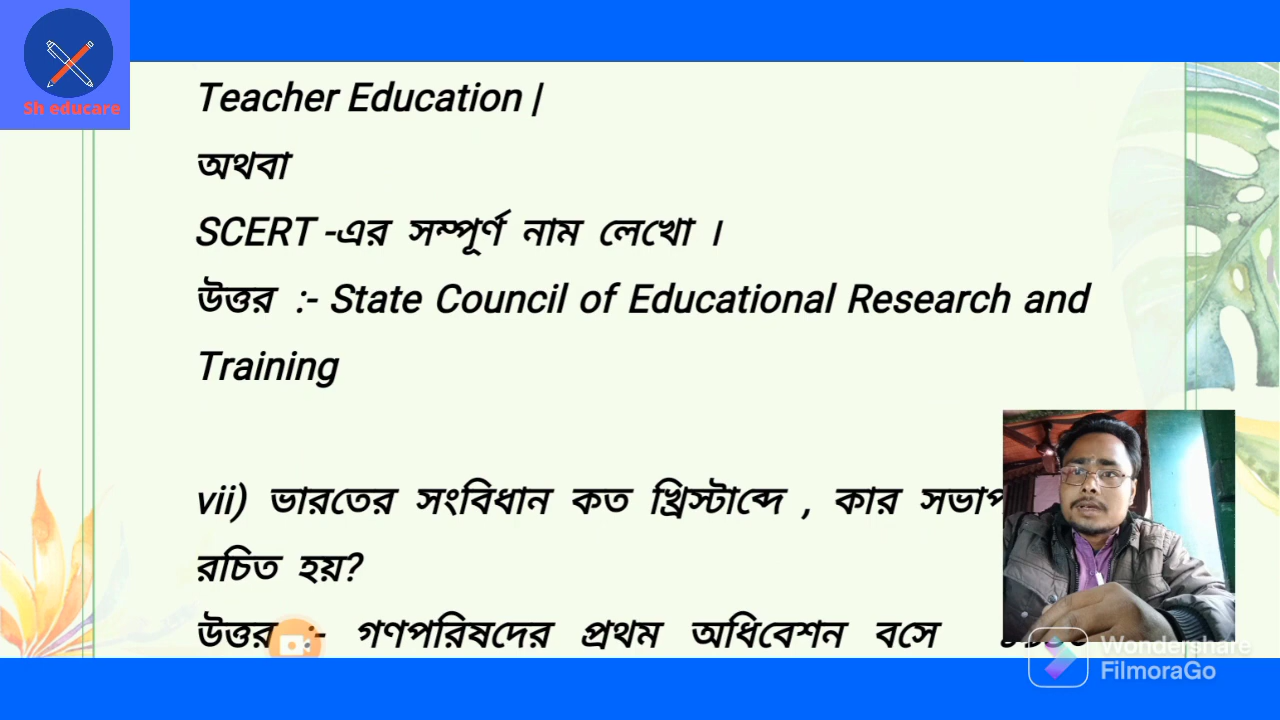 Sh educare
Teacher Education |
অথবা
SCERT -এর সম্পূর্ণ নাম লেখো ।
উত্তর :- State Council of Educational Research and
Training
vii) ভারতের সংবিধান কত খ্রিস্টাব্দে , কার
রচিত হয়?
উত্তর :- গণপরিষদের প্রথম অধিবেশন বসে
Wondershare
FilmoraGo